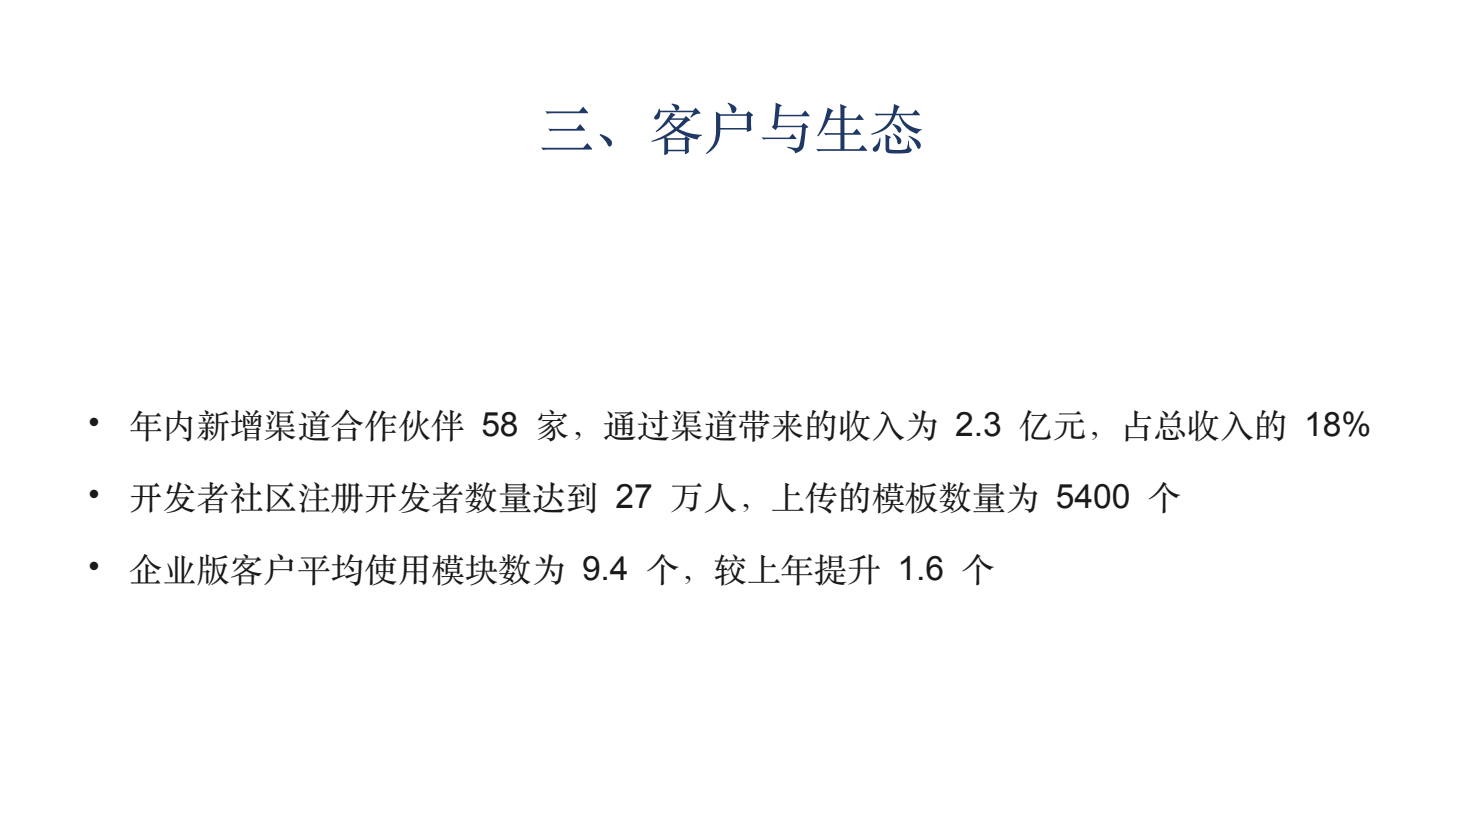 三、客户与生态
• 年内新增渠道合作伙伴 58 家，通过渠道带来的收入为 2.3 亿元，占总收入的 18%
• 开发者社区注册开发者数量达到 27 万人，上传的模板数量为 5400 个
• 企业版客户平均使用模块数为 9.4 个，较上年提升 1.6 个